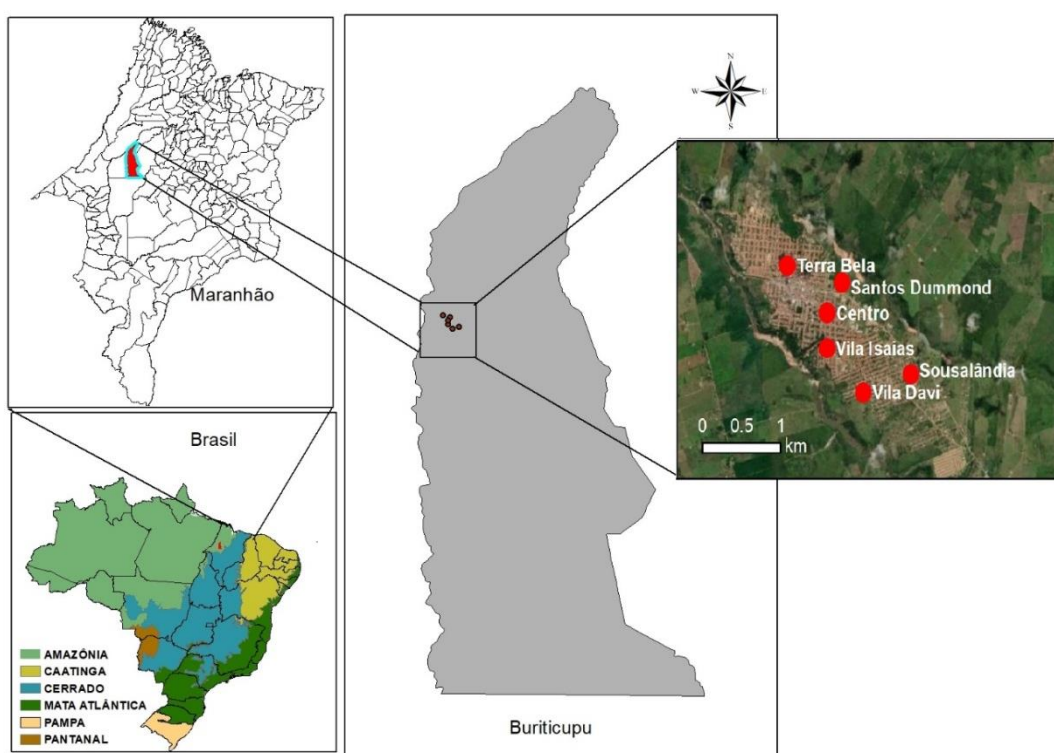 Maranhão
Brasil
AMAZÓNIA
CAATINGA
CERRADO
MATA ATLÂNTICA
PAMPA
PANTANAL
Buriticupu
N
W
E
S
Terra Bela
Santos Dummond
Centro
Vila Isaias
Sousalândia
Vila Davi
0 0.5 1
km